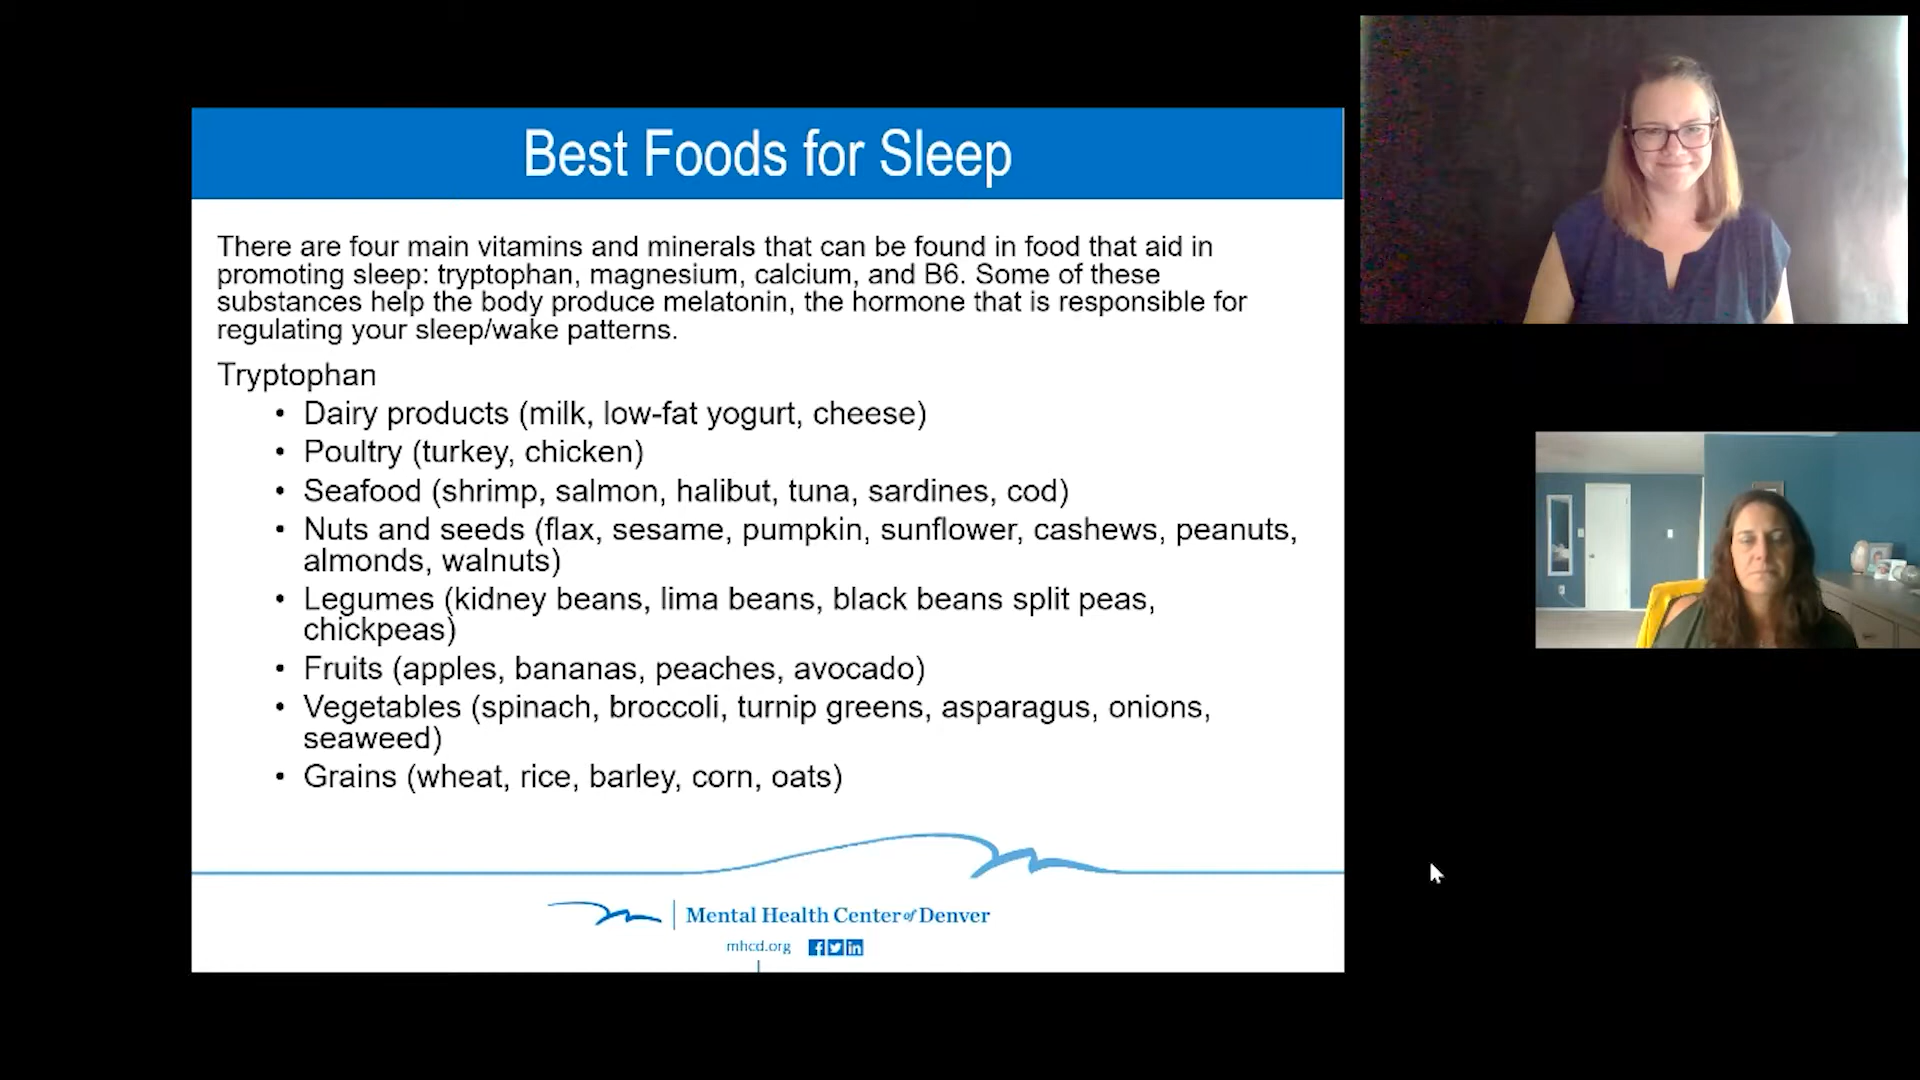 Best Foods for Sleep
There are four main vitamins and minerals that can be found in food that aid in
promoting sleep: tryptophan, magnesium, calcium, and B6. Some of these
substances help the body produce melatonin, the hormone that is responsible for
regulating your sleep/wake patterns.
Tryptophan
• Dairy products (milk, low-fat yogurt, cheese)
• Poultry (turkey, chicken)
• Seafood (shrimp, salmon, halibut, tuna, sardines, cod)
• Nuts and seeds (flax, sesame, pumpkin, sunflower, cashews, peanuts,
almonds, walnuts)
• Legumes (kidney beans, lima beans, black beans split peas,
chickpeas)
• Fruits (apples, bananas, peaches, avocado)
• Vegetables (spinach, broccoli, turnip greens, asparagus, onions,
seaweed)
• Grains (wheat, rice, barley, corn, oats)
Mental Health Center of Denver
mhcd.org